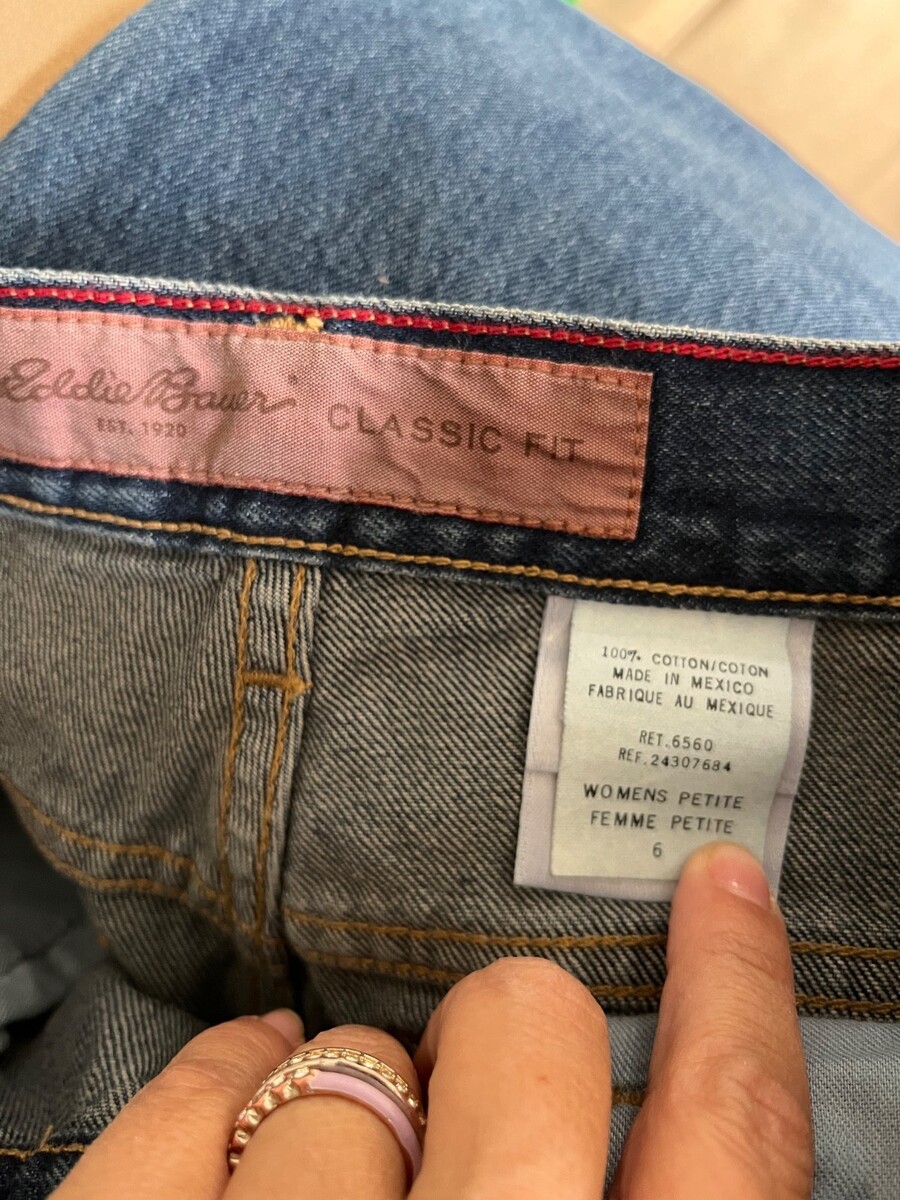 Eddie Bauer
EST. 1920
CLASSIC FIT
100% COTTON/COTON
MADE IN MEXICO
FABRIQUE AU MEXIQUE
RET.6560
REF.24307684
WOMENS PETITE
FEMME PETITE
6